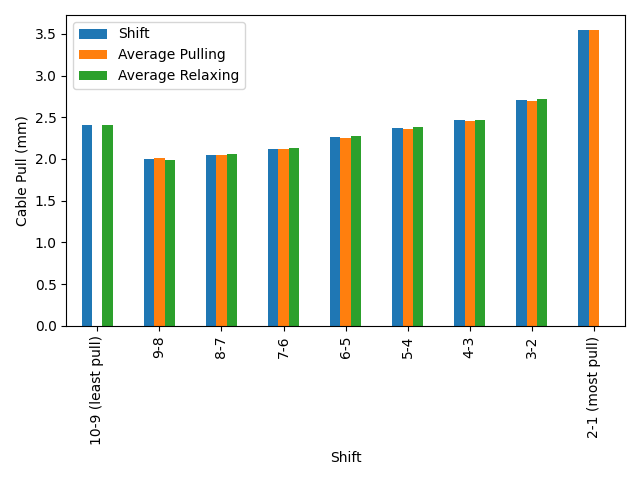 Shift
Average Pulling
Average Relaxing
Cable Pull (mm)
3.5
3.0
2.5
2.0
1.5
1.0
0.5
0.0
10-9 (least pull)
9-8
8-7
7-6
6-5
5-4
4-3
3-2
2-1 (most pull)
Shift